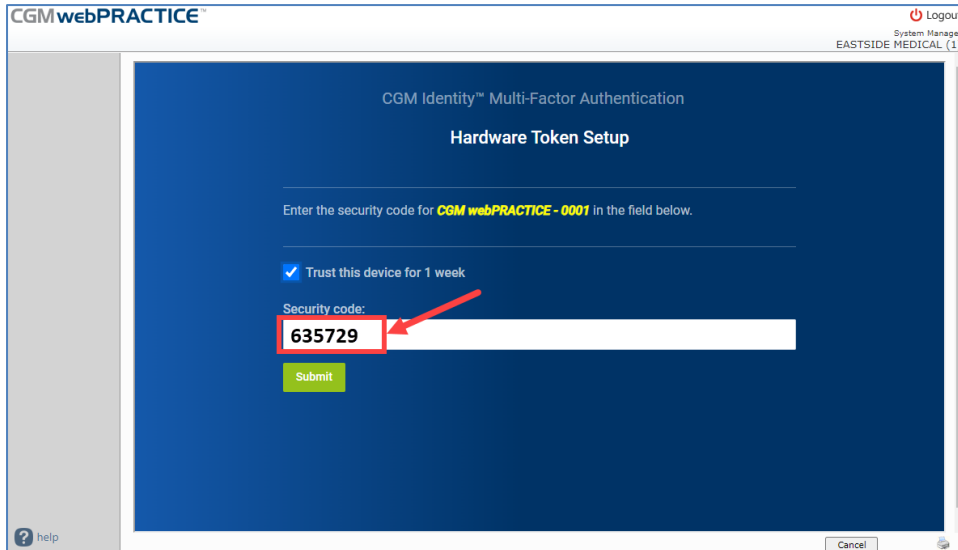 CGM webPRACTICE™
Logou
System Manage
EASTSIDE MEDICAL (1
CGM Identity™ Multi-Factor Authentication
Hardware Token Setup
Enter the security code for CGM webPRACTICE - 0001 in the field below.
Trust this device for 1 week
Security code:
635729
Submit
? help
Cancel